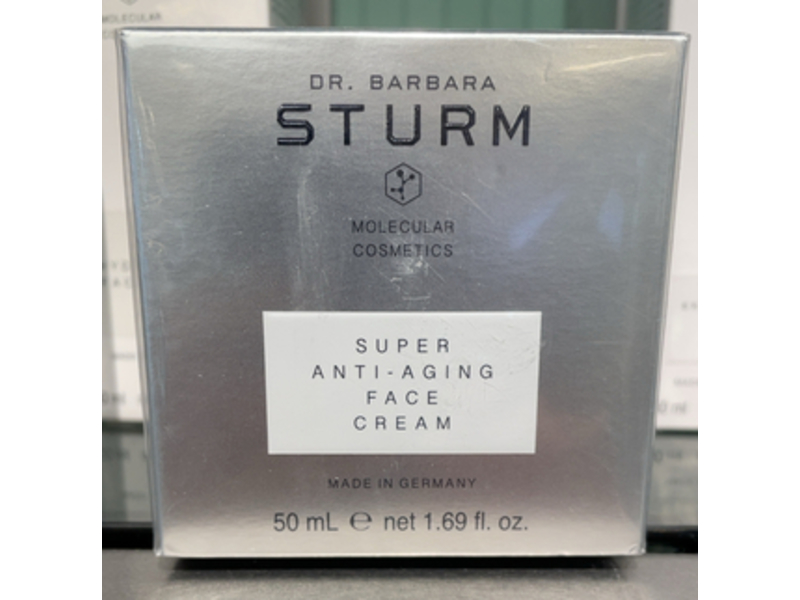 DR. BARBARA
STURM
MOLECULAR
COSMETICS
SUPER
ANTI-AGING
FACE
CREAM
MADE IN GERMANY
50 mL ℮ net 1.69 fl. oz.
MOLECULAR